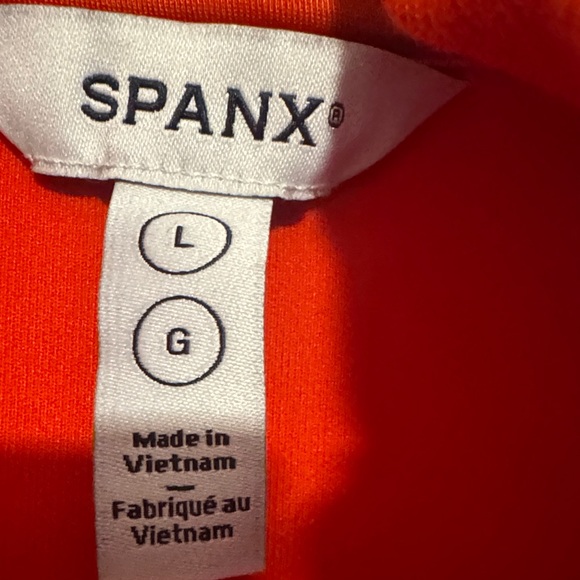 SPANX®
L
G
Made in
Vietnam
—
Fabriqué au
Vietnam